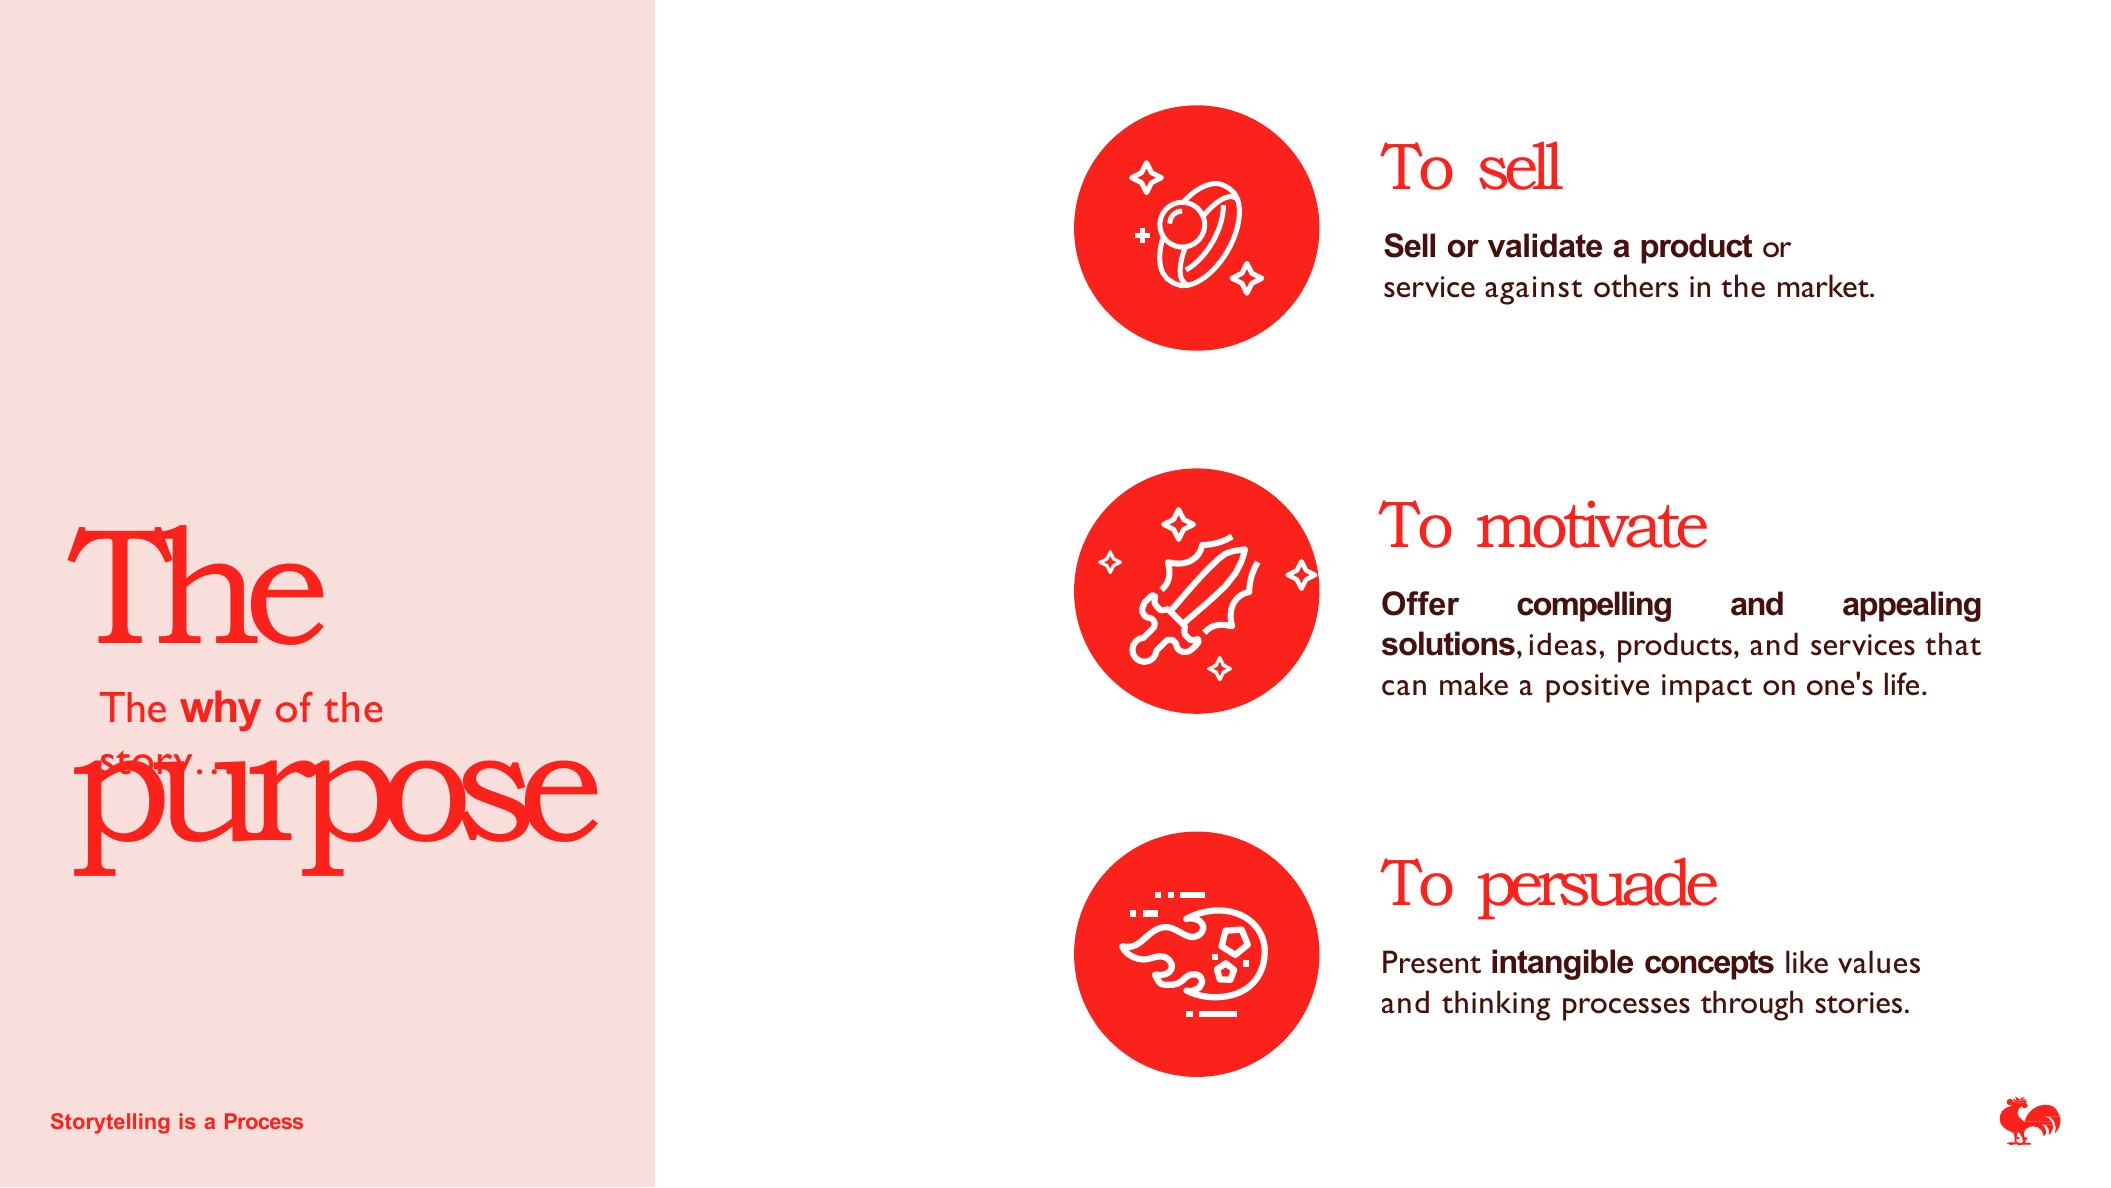 The
The why of the
story…
purpose
Storytelling is a Process
To sell
Sell or validate a product or
service against others in the market.
To motivate
Offer compelling and appealing
solutions, ideas, products, and services that
can make a positive impact on one's life.
To persuade
Present intangible concepts like values
and thinking processes through stories.